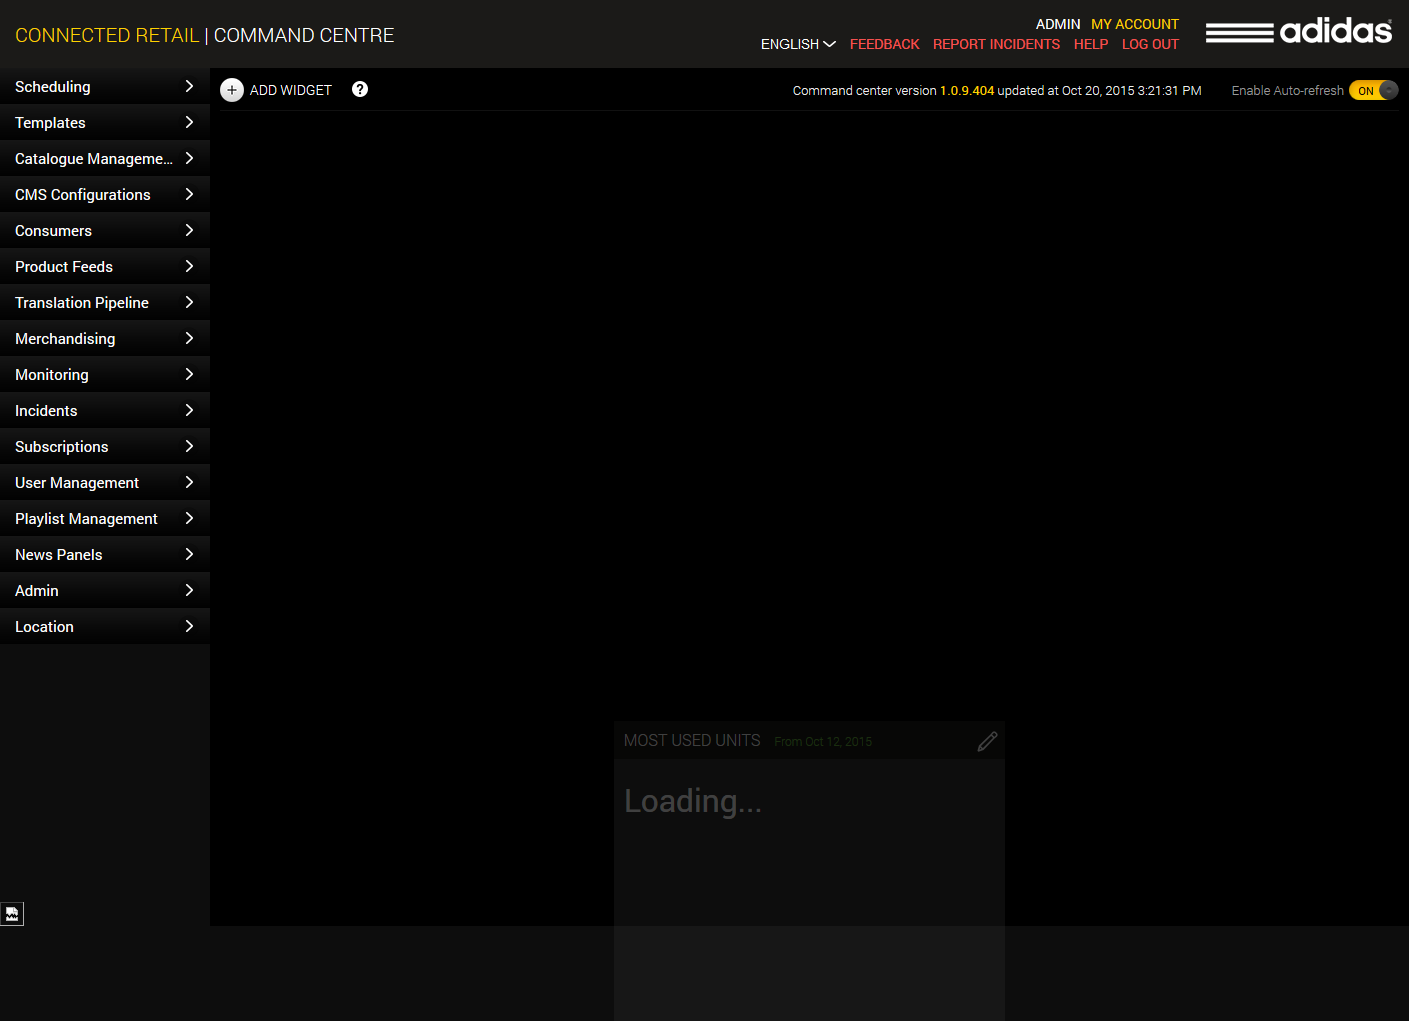 CONNECTED RETAIL | COMMAND CENTRE
ADMIN MY ACCOUNT
ENGLISH FEEDBACK REPORT INCIDENTS HELP LOG OUT
adidas
Scheduling
Templates
Catalogue Manageme...
CMS Configurations
Consumers
Product Feeds
Translation Pipeline
Merchandising
Monitoring
Incidents
Subscriptions
User Management
Playlist Management
News Panels
Admin
Location
+ ADD WIDGET ?
Command center version 1.0.9.404 updated at Oct 20, 2015 3:21:31 PM
Enable Auto-refresh ON
MOST USED UNITS From Oct 12, 2015
Loading...